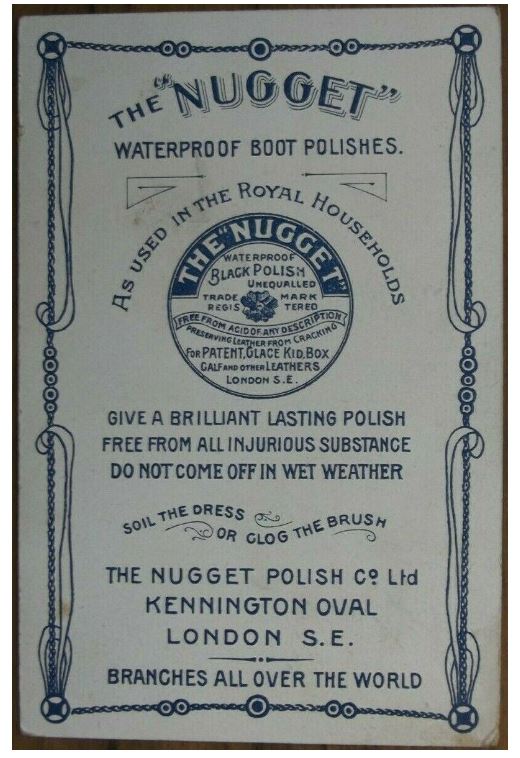 THE "NUGGET"
WATERPROOF BOOT POLISHES.
AS USED IN THE ROYAL HOUSEHOLDS
THE "NUGGET"
WATERPROOF
BLACK POLISH
UNEQUALLED
TRADE MARK
REGISTERED
FREE FROM ACID OF ANY DESCRIPTION
PRESERVING LEATHER FROM CRACKING
FOR PATENT, GLACE KID, BOX
CALF AND OTHER LEATHERS
LONDON S.E.
GIVE A BRILLIANT LASTING POLISH
FREE FROM ALL INJURIOUS SUBSTANCE
DO NOT COME OFF IN WET WEATHER
SOIL THE DRESS
OR CLOG THE BRUSH
THE NUGGET POLISH Co Ltd
KENNINGTON OVAL
LONDON S.E.
BRANCHES ALL OVER THE WORLD